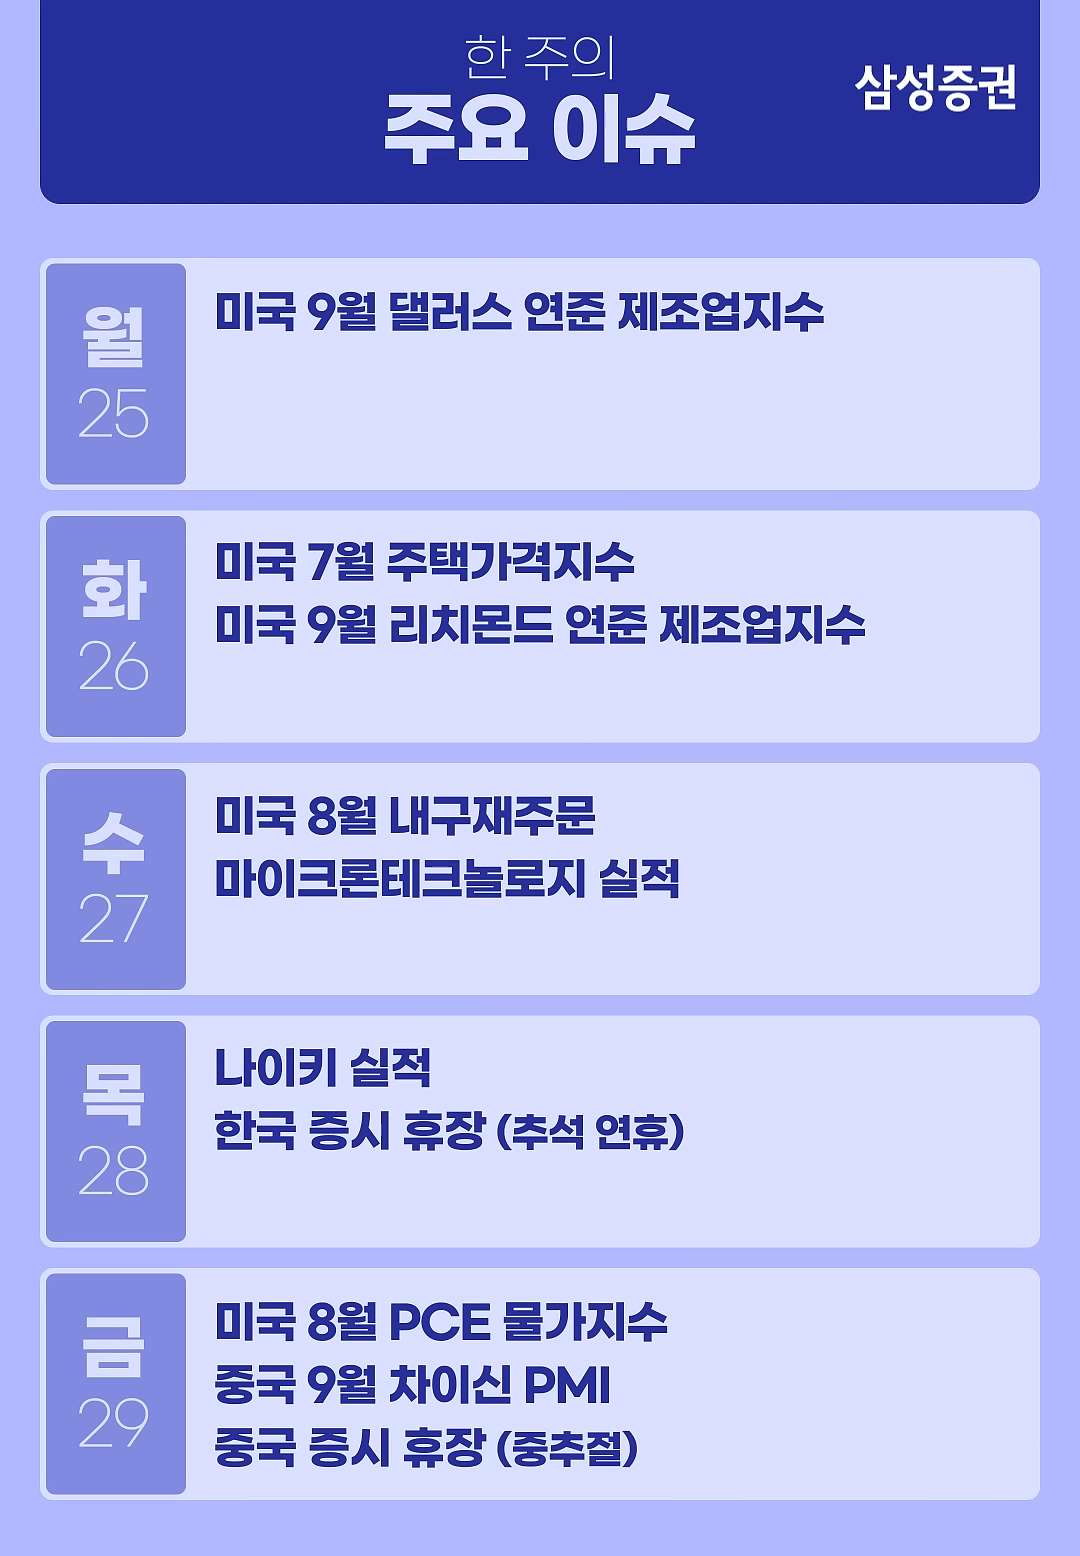 한 주의
주요 이슈
삼성증권
월
25
미국 9월 댈러스 연준 제조업지수
화
26
미국 7월 주택가격지수
미국 9월 리치몬드 연준 제조업지수
수
27
미국 8월 내구재주문
마이크론테크놀로지 실적
목
28
나이키 실적
한국 증시 휴장 (추석 연휴)
금
29
미국 8월 PCE 물가지수
중국 9월 차이신 PMI
중국 증시 휴장 (중추절)